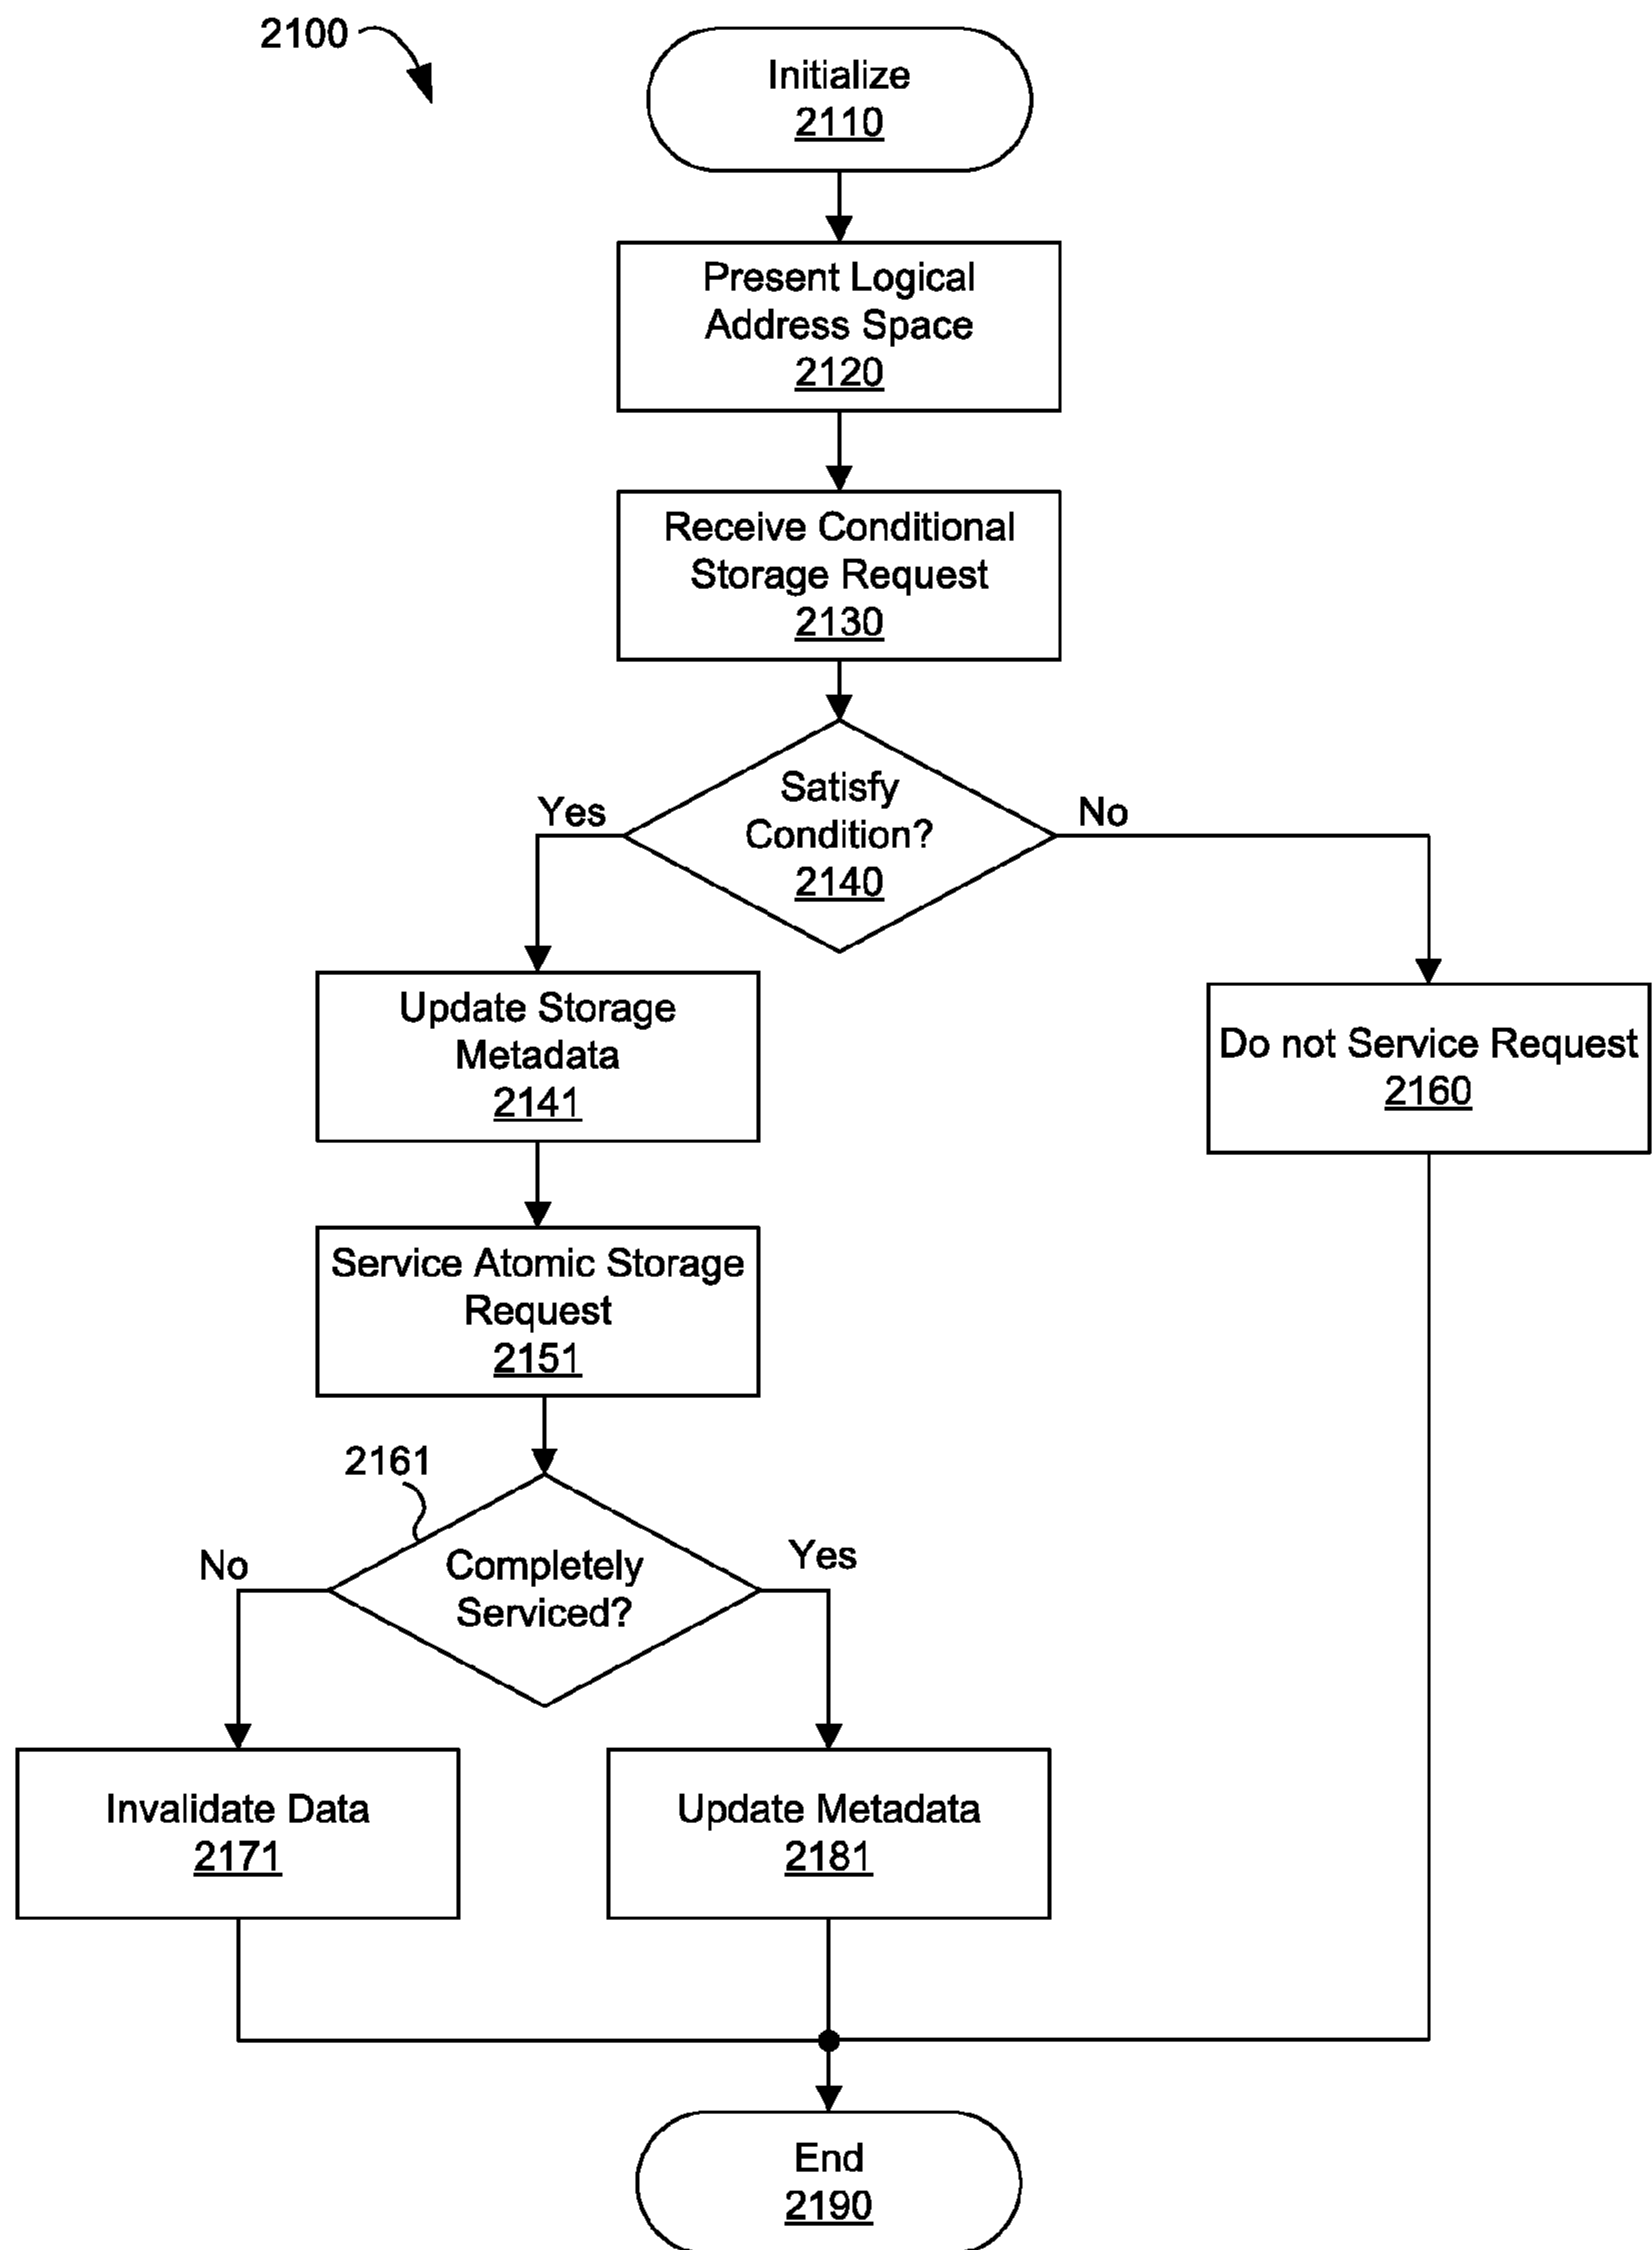 2100
Initialize
2110
Present Logical
Address Space
2120
Receive Conditional
Storage Request
2130
Satisfy
Condition?
2140
Yes
No
Update Storage
Metadata
2141
Do not Service Request
2160
Service Atomic Storage
Request
2151
2161
Completely
Serviced?
No
Yes
Invalidate Data
2171
Update Metadata
2181
End
2190